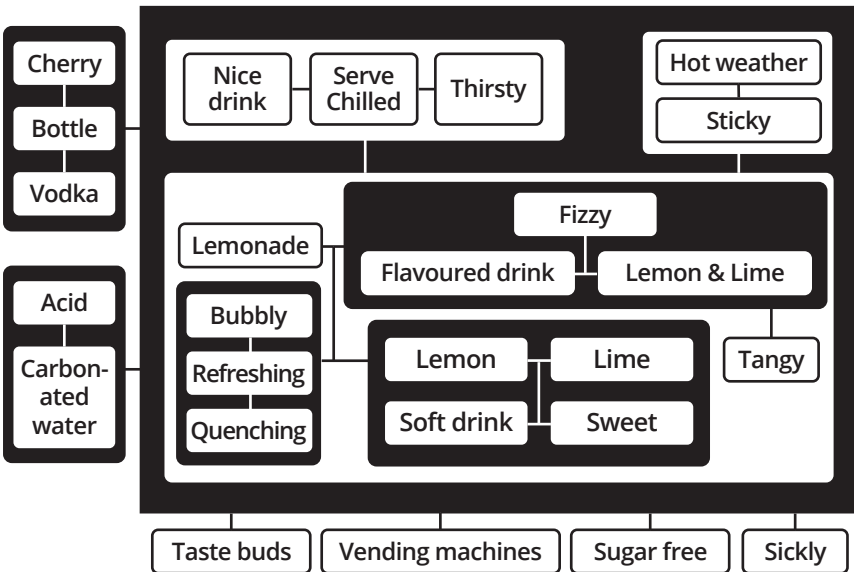 Cherry
Bottle
Vodka
Nice
drink
Serve
Chilled
Thirsty
Hot weather
Sticky
Lemonade
Fizzy
Flavoured drink
Lemon & Lime
Acid
Carbon-
ated
water
Bubbly
Refreshing
Quenching
Lemon
Lime
Soft drink
Sweet
Tangy
Taste buds
Vending machines
Sugar free
Sickly